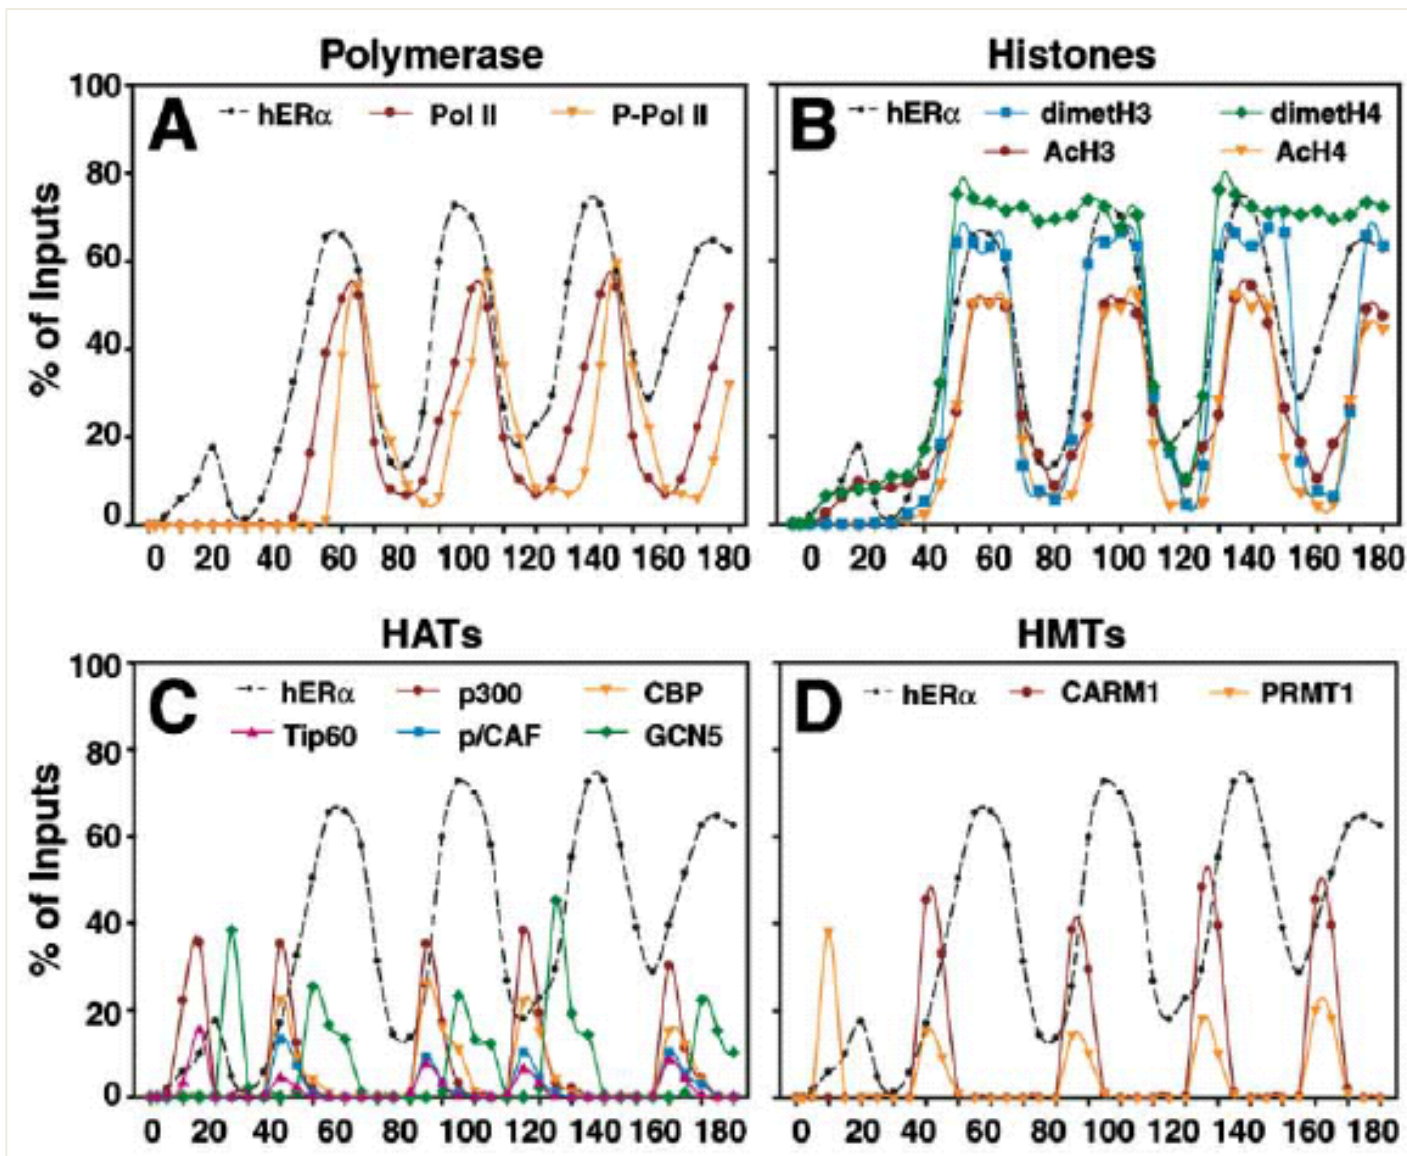 Polymerase
Histones
100
80
60
40
20
0
% of Inputs
A
hERα
Pol II
P-Pol II
0 20 40 60 80 100 120 140 160 180
B
hERα
dimetH3
dimetH4
AcH3
AcH4
0 20 40 60 80 100 120 140 160 180
HATs
HMTs
100
80
60
40
20
0
% of Inputs
C
hERα
p300
CBP
Tip60
p/CAF
GCN5
0 20 40 60 80 100 120 140 160 180
D
hERα
CARM1
PRMT1
0 20 40 60 80 100 120 140 160 180